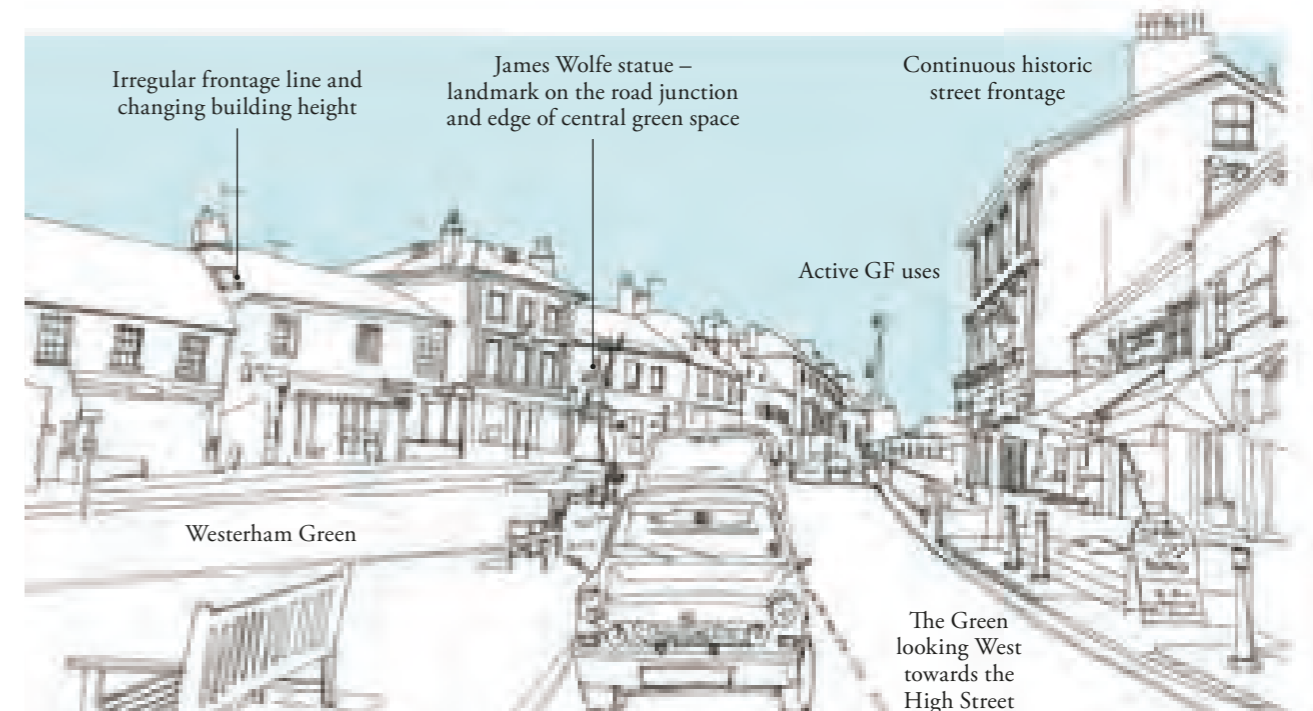 Irregular frontage line and
changing building height
James Wolfe statue –
landmark on the road junction
and edge of central green space
Continuous historic
street frontage
Active GF uses
Westerham Green
The Green
looking West
towards the
High Street